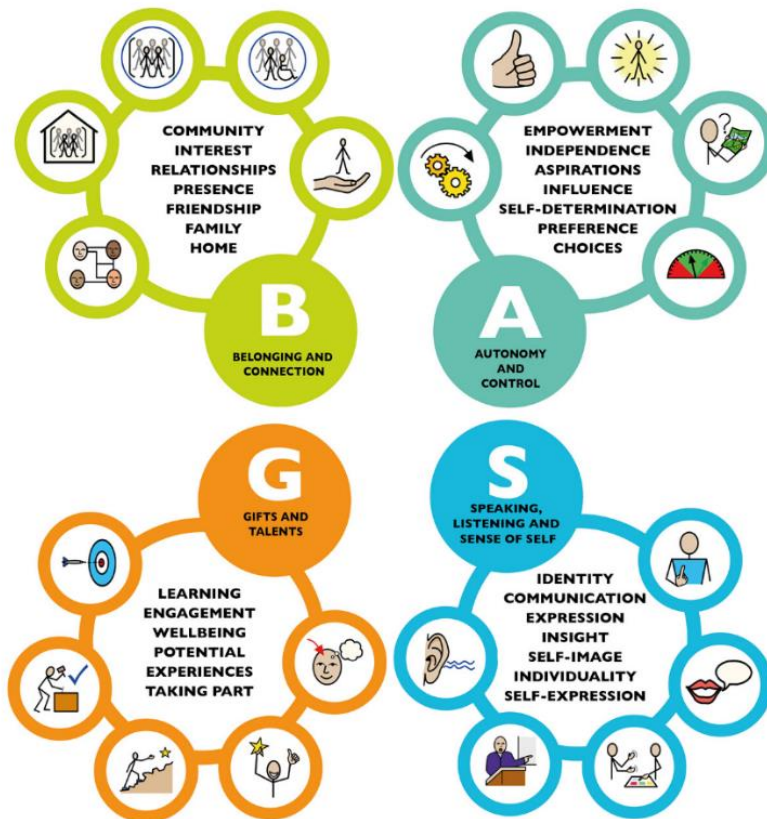 COMMUNITY
INTEREST
RELATIONSHIPS
PRESENCE
FRIENDSHIP
FAMILY
HOME
B
BELONGING AND
CONNECTION
EMPOWERMENT
INDEPENDENCE
ASPIRATIONS
INFLUENCE
SELF-DETERMINATION
PREFERENCE
CHOICES
?
A
AUTONOMY
AND
CONTROL
G
GIFTS AND
TALENTS
LEARNING
ENGAGEMENT
WELLBEING
POTENTIAL
EXPERIENCES
TAKING PART
S
SPEAKING,
LISTENING AND
SENSE OF SELF
IDENTITY
COMMUNICATION
EXPRESSION
INSIGHT
SELF-IMAGE
INDIVIDUALITY
SELF-EXPRESSION